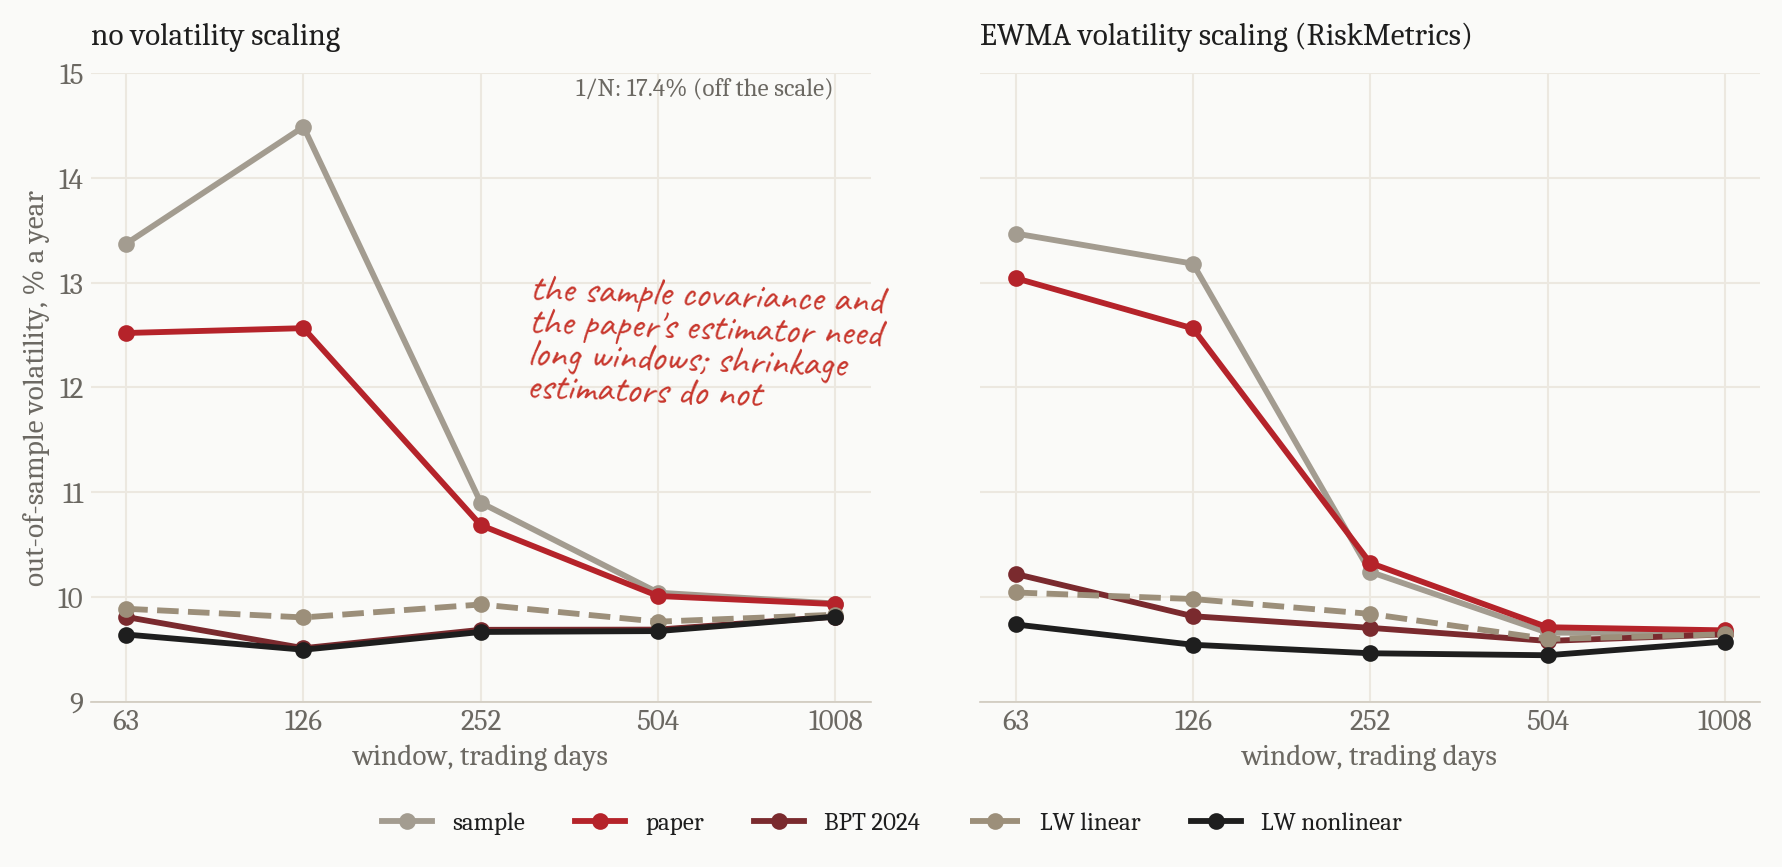 no volatility scaling
EWMA volatility scaling (RiskMetrics)
1/N: 17.4% (off the scale)
out-of-sample volatility, % a year
15
14
13
12
11
10
9
the sample covariance and
the paper's estimator need
long windows; shrinkage
estimators do not
63 126 252 504 1008
63 126 252 504 1008
window, trading days
window, trading days
sample paper BPT 2024 LW linear LW nonlinear